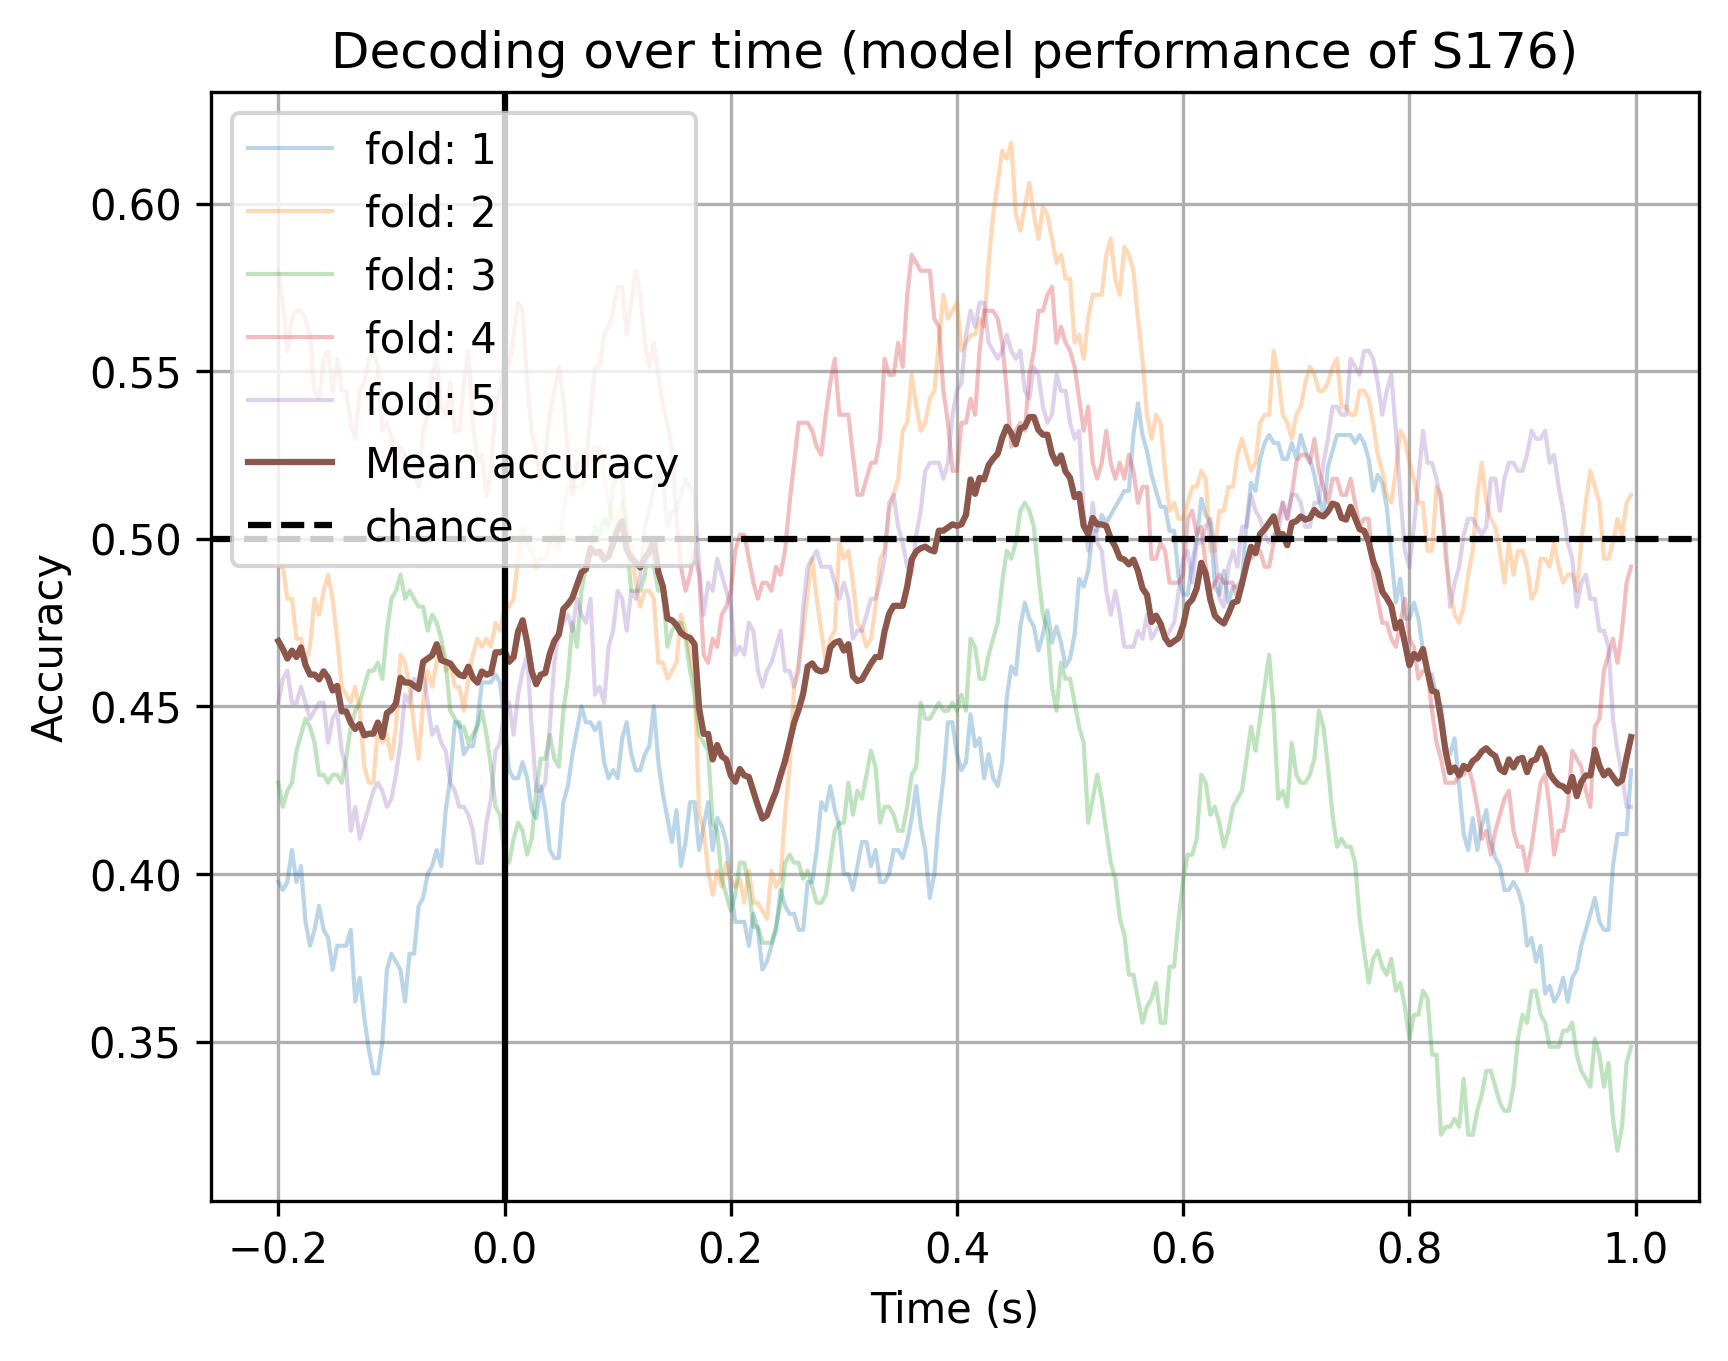 Decoding over time (model performance of S176)
fold: 1
fold: 2
fold: 3
fold: 4
fold: 5
Mean accuracy
chance
0.60
0.55
0.50
0.45
0.40
0.35
Accuracy
−0.2 0.0 0.2 0.4 0.6 0.8 1.0
Time (s)